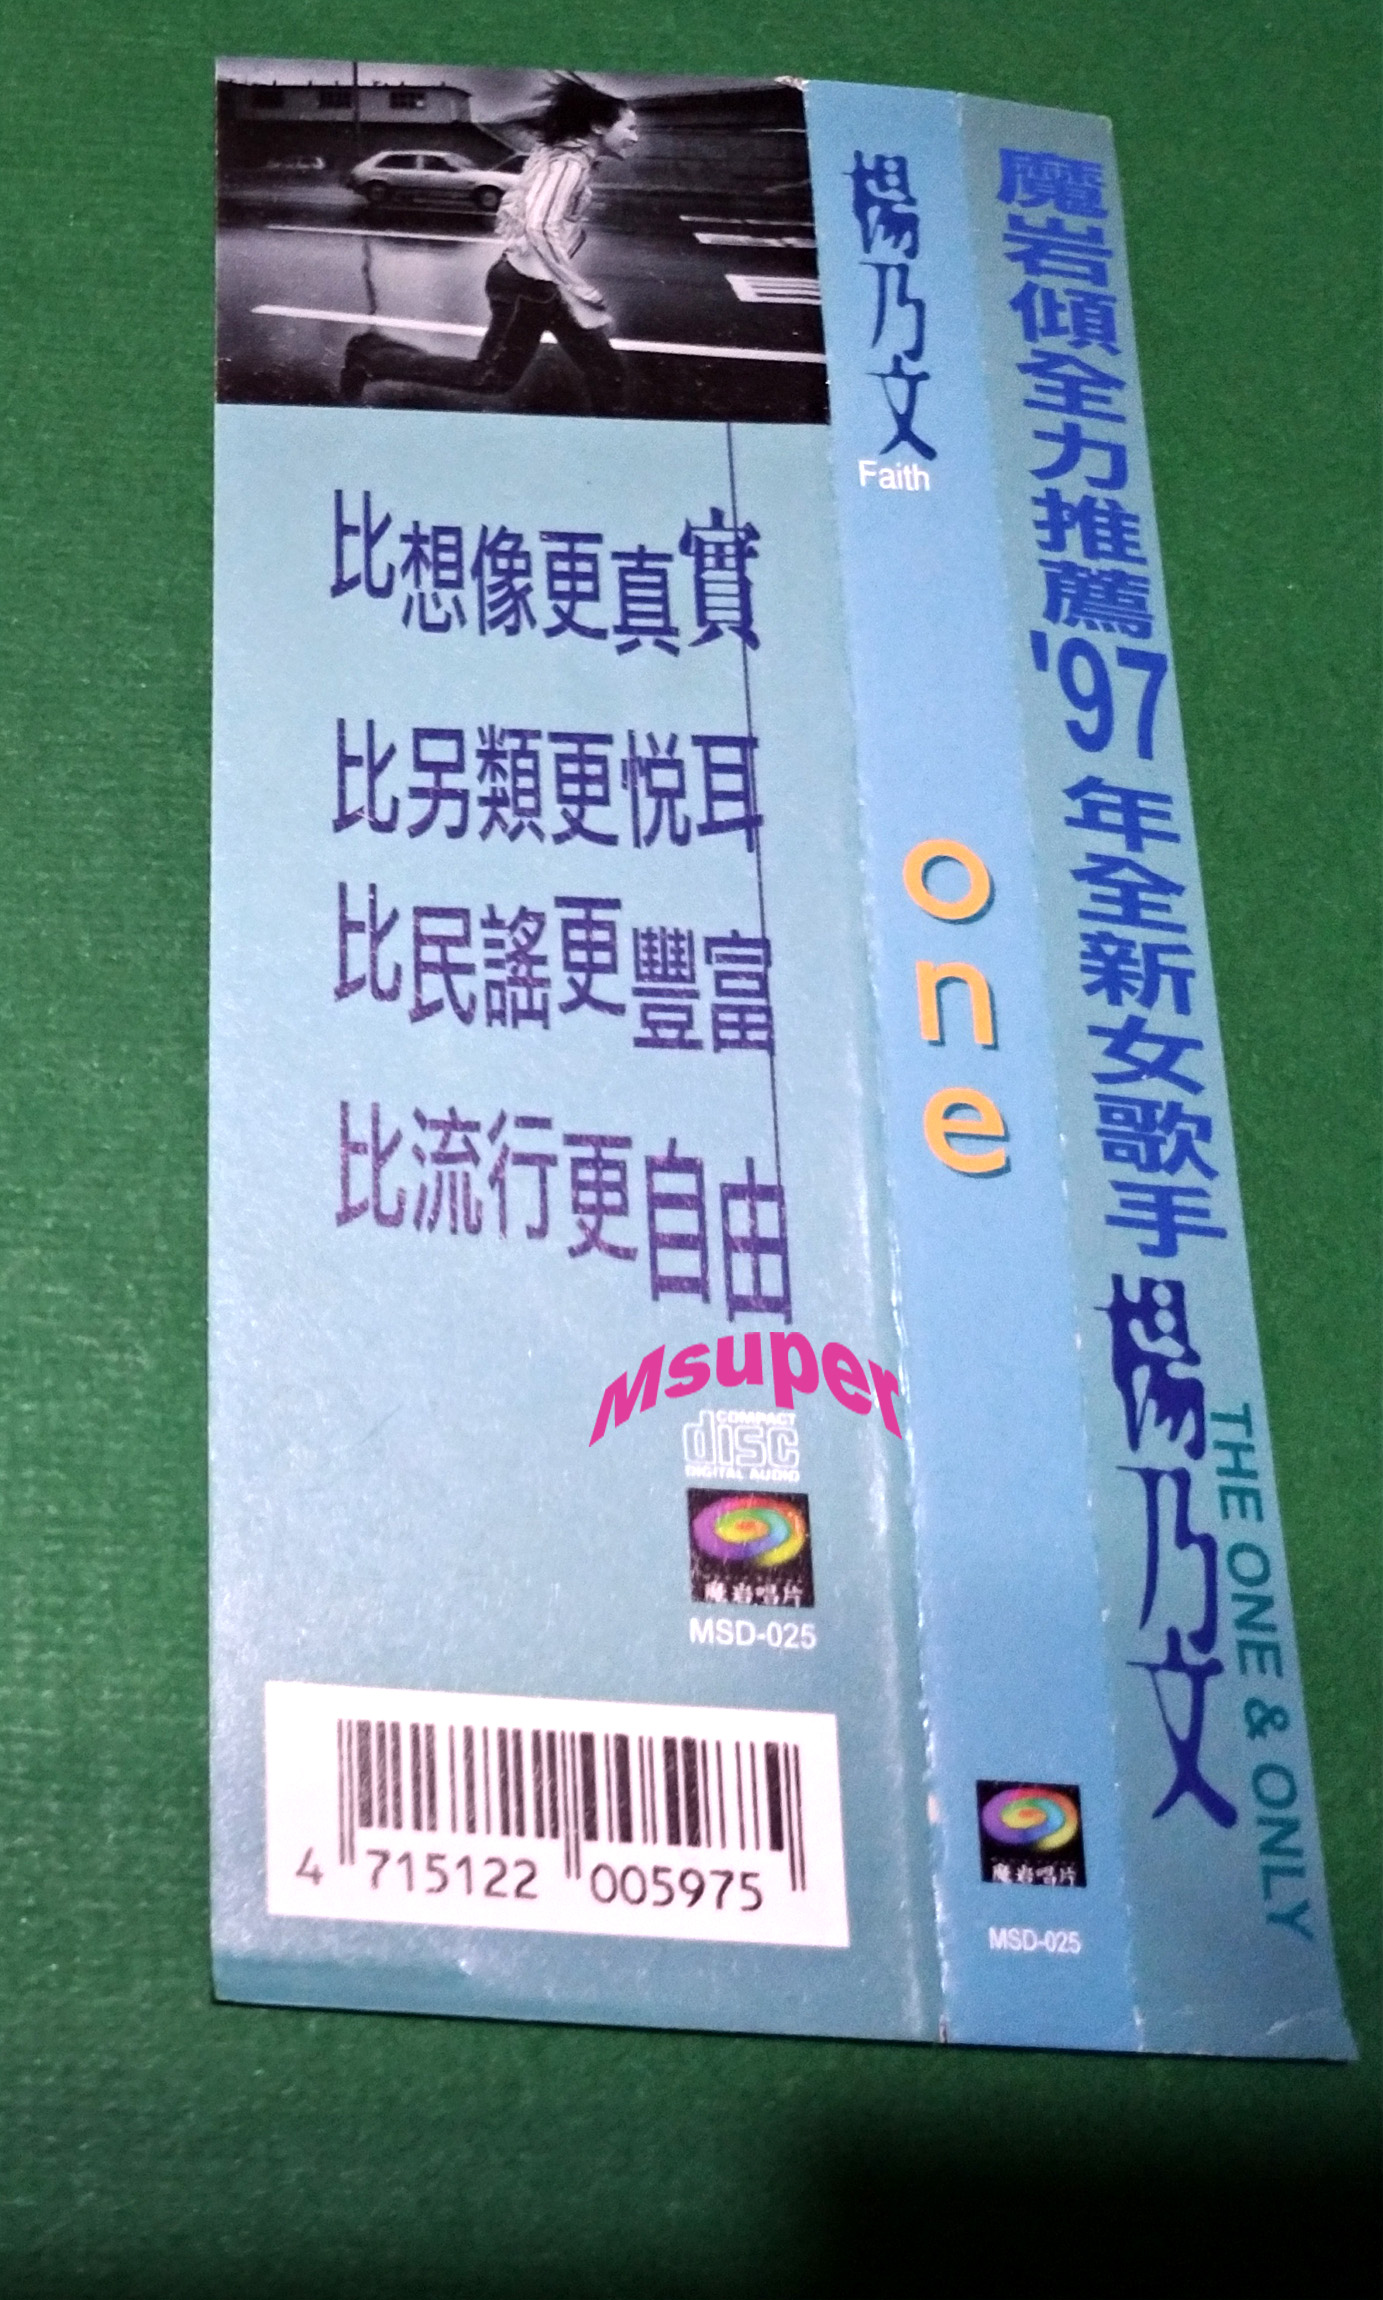 比想像更真實
比另類更悅耳
比民謠更豐富
比流行更自由
Msuper
COMPACT
disc
DIGITAL AUDIO
魔岩唱片
MSD-025
4 715122 005975
楊乃文
Faith
one
魔岩唱片
MSD-025
魔岩傾全力推薦'97年全新女歌手楊乃文
THE ONE & ONLY